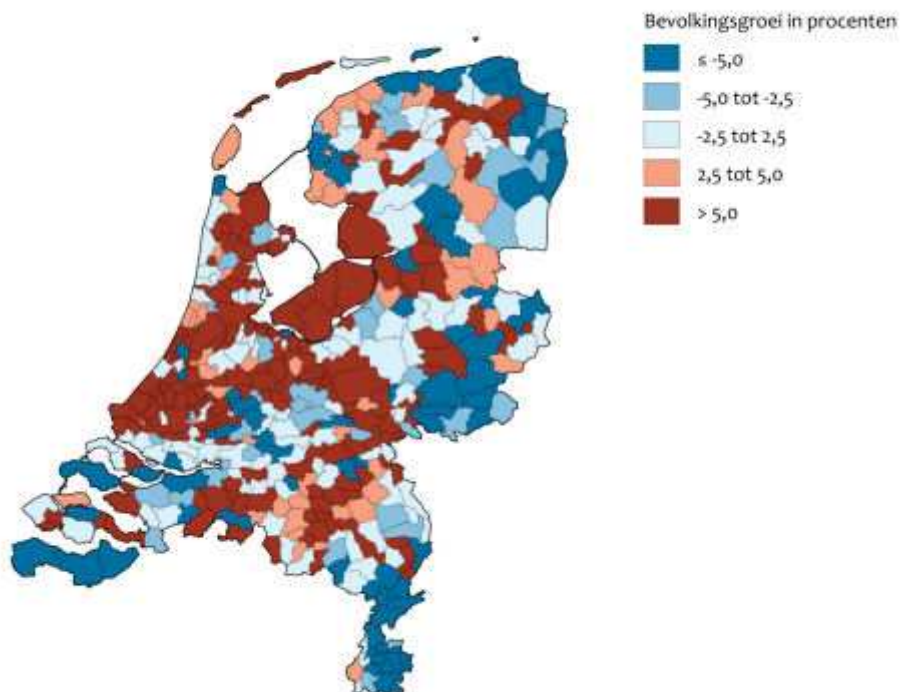 Bevolkingsgroei in procenten
≤ -5,0
-5,0 tot -2,5
-2,5 tot 2,5
2,5 tot 5,0
> 5,0